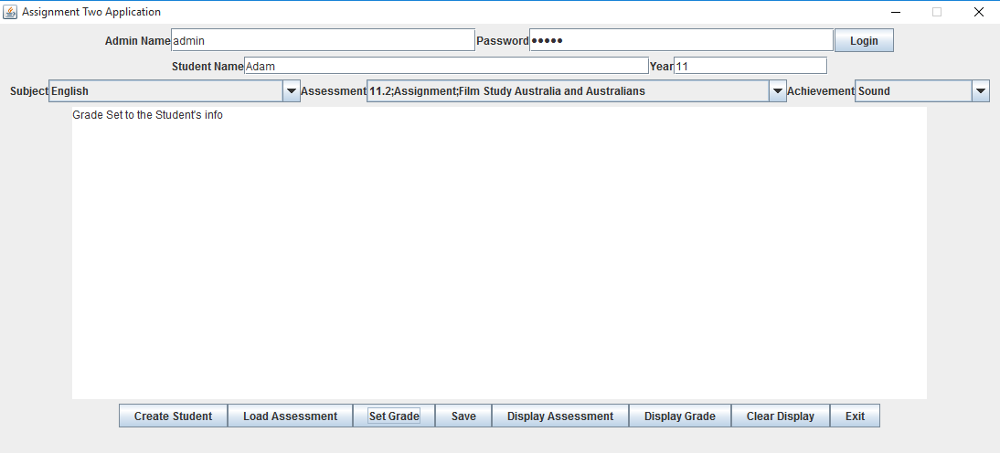 Assignment Two Application
Admin Name admin Password ●●●●● Login
Student Name Adam Year 11
Subject English Assessment 11.2;Assignment;Film Study Australia and Australians Achievement Sound
Grade Set to the Student's info
Create Student Load Assessment Set Grade Save Display Assessment Display Grade Clear Display Exit